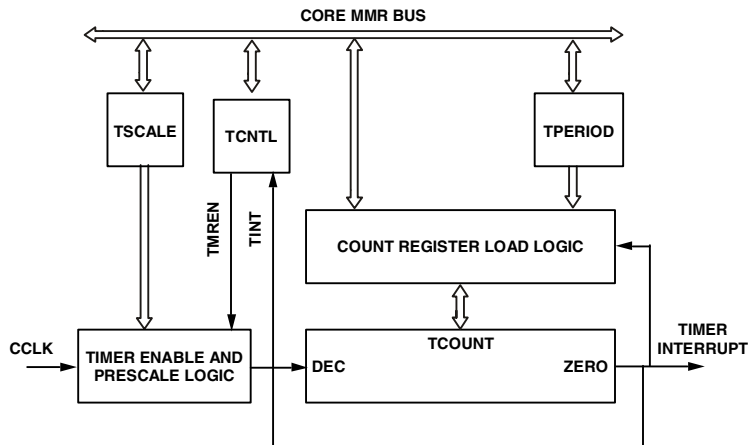 CORE MMR BUS
TSCALE
TCNTL
TPERIOD
TMREN
TINT
COUNT REGISTER LOAD LOGIC
CCLK
TIMER ENABLE AND
PRESCALE LOGIC
TCOUNT
DEC
ZERO
TIMER
INTERRUPT